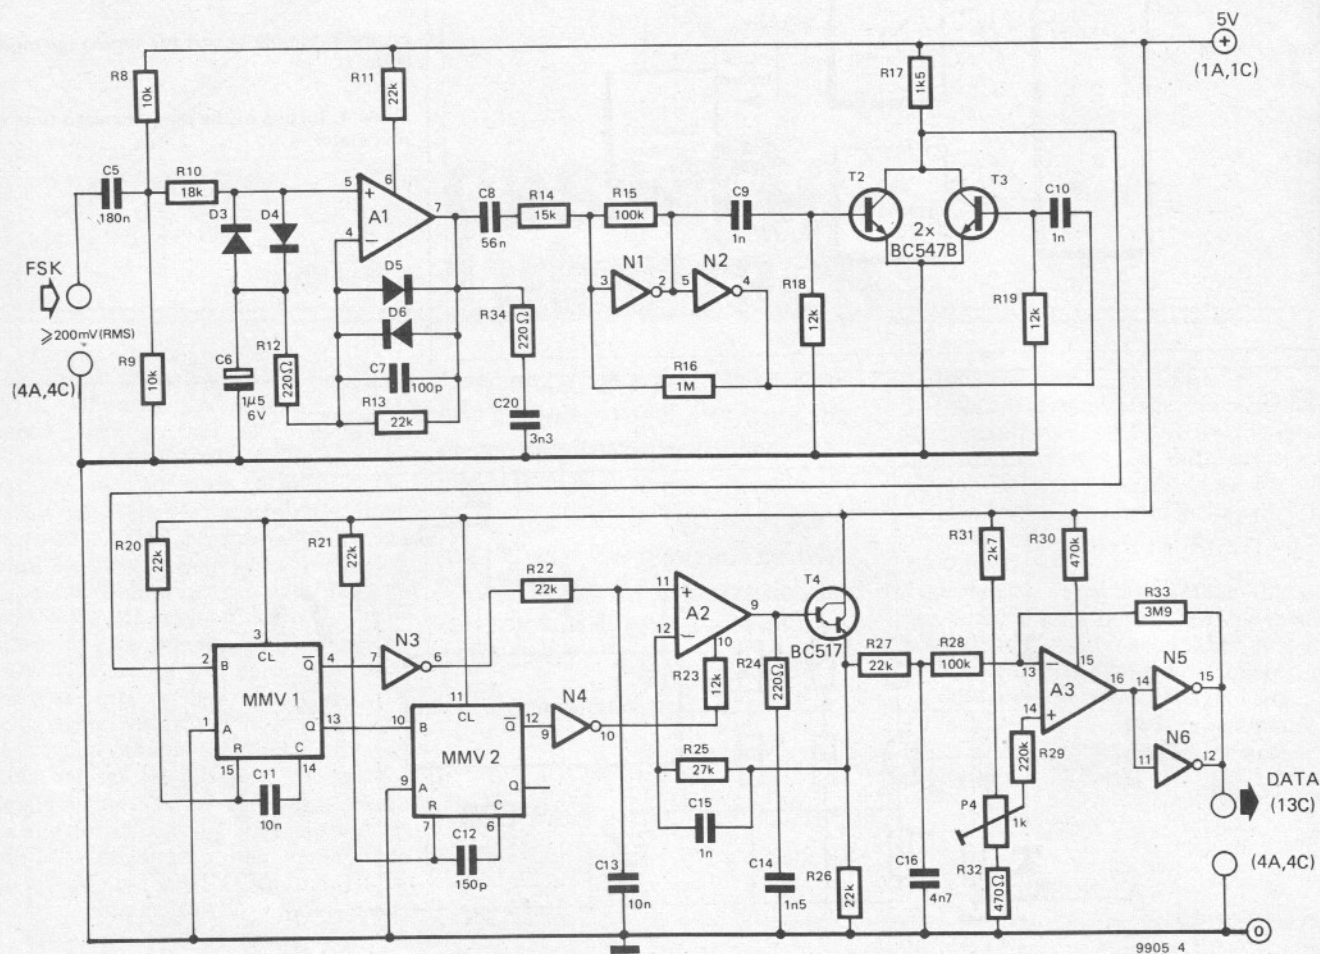 5V
+
(1A,1C)
R8
10k
R11
22k
R17
1k5
C5
180n
R10
18k
D3
D4
5
+
6
A1
7
4
−
C8
56n
R14
15k
R15
100k
C9
1n
T2
T3
2x
BC547B
C10
1n
FSK
⩾200mV(RMS)
(4A,4C)
R9
10k
C6
1µ5
6V
R12
220Ω
D5
D6
C7
100p
R13
22k
R34
220Ω
C20
3n3
N1
3
2
N2
5
4
R16
1M
R18
12k
R19
12k
R20
22k
R21
22k
R22
22k
R31
2k7
R30
470k
R33
3M9
3
CL
2
B
Q̅
4
MMV 1
1
A
Q
13
R
C
15
14
C11
10n
N3
7
6
11
CL
10
B
Q̅
12
MMV 2
9
A
Q
R
C
7
6
C12
150p
N4
9
10
11
+
A2
9
12
−
10
R23
12k
R24
220Ω
T4
BC517
R25
27k
C15
1n
C13
10n
C14
1n5
R26
22k
R27
22k
R28
100k
C16
4n7
13
−
15
A3
16
14
+
R29
220k
P4
1k
R32
470Ω
N5
14
15
N6
11
12
DATA
(13C)
(4A,4C)
0
9905 4